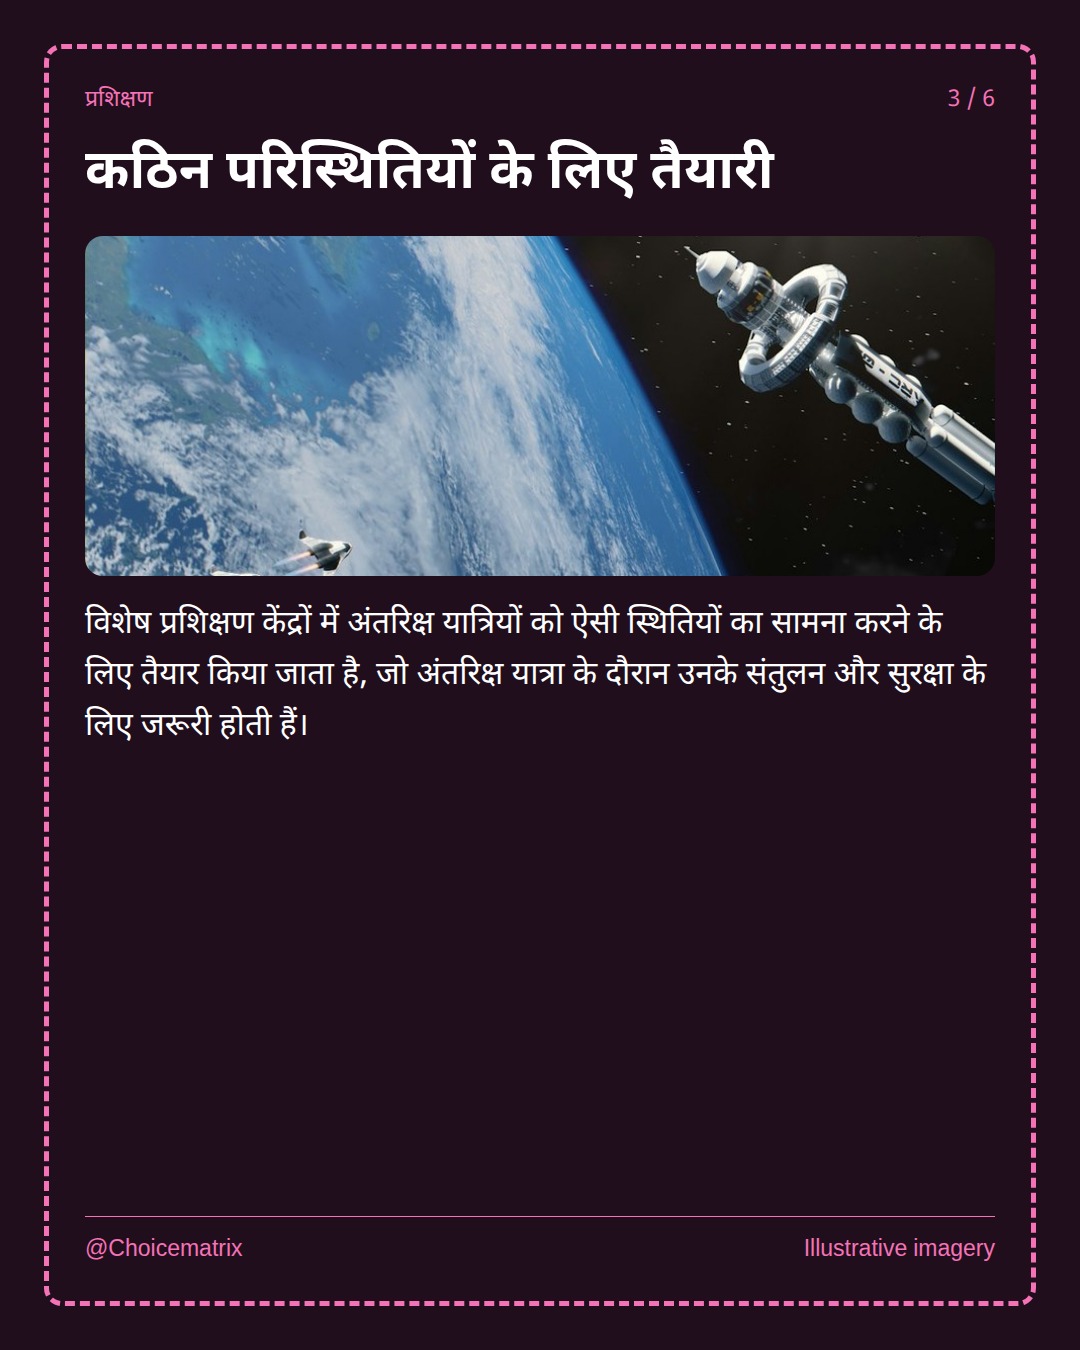 प्रशिक्षण
3 / 6
कठिन परिस्थितियों के लिए तैयारी
विशेष प्रशिक्षण केंद्रों में अंतरिक्ष यात्रियों को ऐसी स्थितियों का सामना करने के
लिए तैयार किया जाता है, जो अंतरिक्ष यात्रा के दौरान उनके संतुलन और सुरक्षा के
लिए जरूरी होती हैं।
@Choicematrix
Illustrative imagery